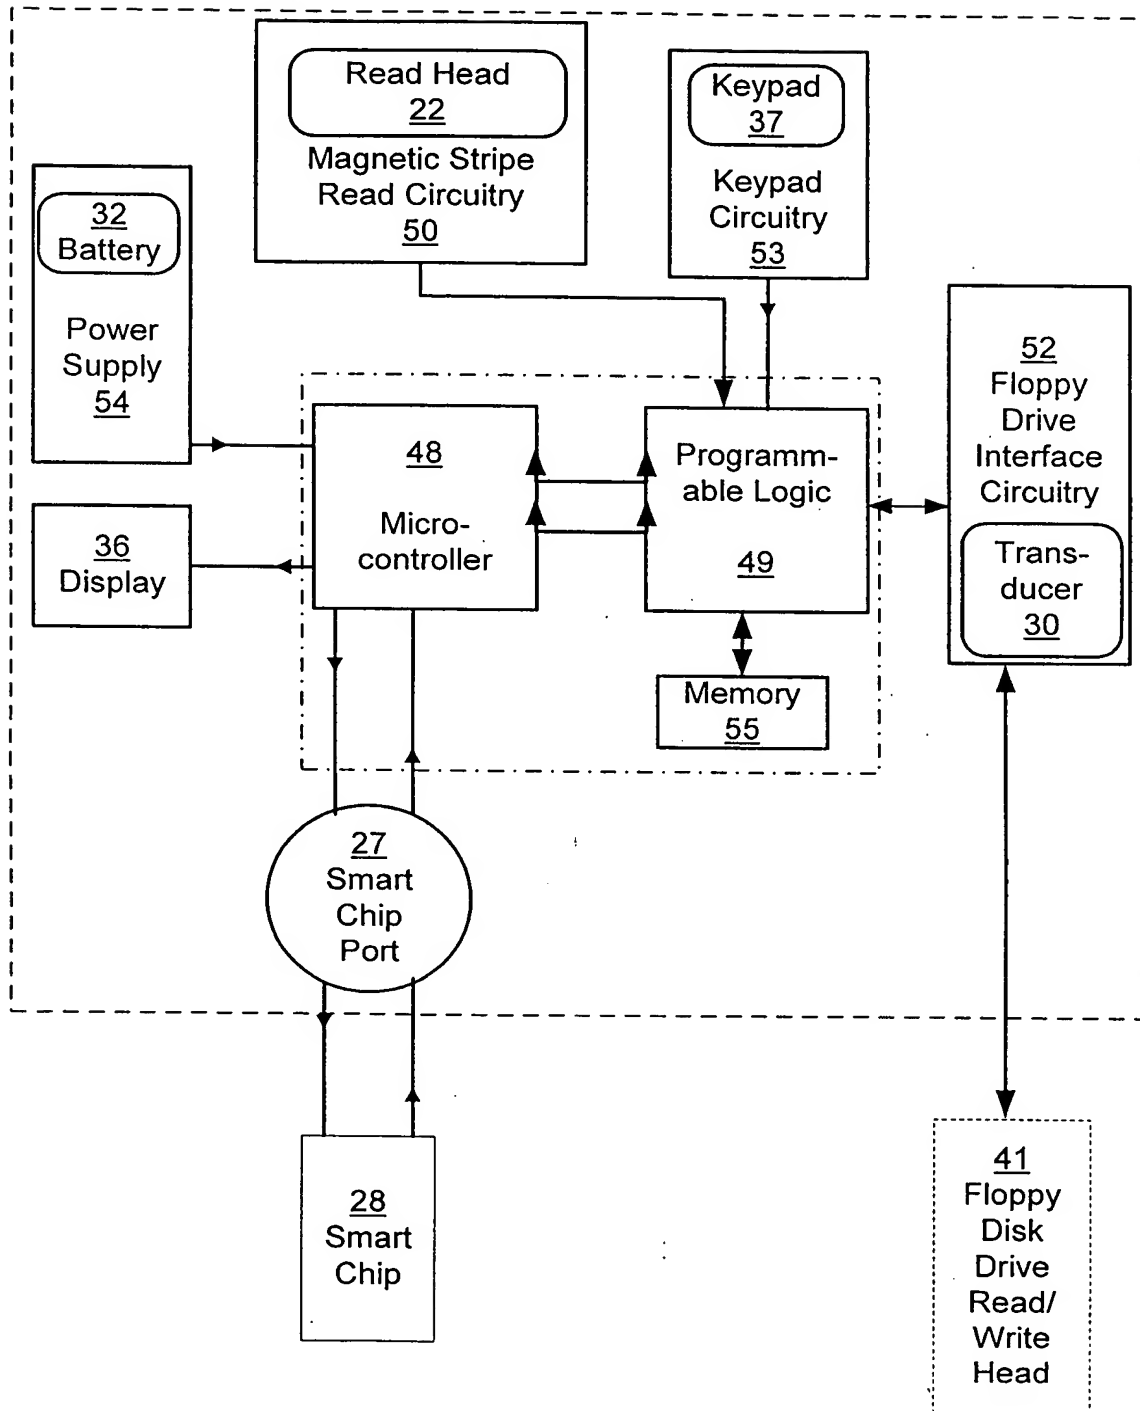 Read Head
22
Magnetic Stripe
Read Circuitry
50
Keypad
37
Keypad
Circuitry
53
32
Battery
Power
Supply
54
52
Floppy
Drive
Interface
Circuitry
Trans-
ducer
30
48
Micro-
controller
Programm-
able Logic
49
36
Display
Memory
55
27
Smart
Chip
Port
28
Smart
Chip
41
Floppy
Disk
Drive
Read/
Write
Head